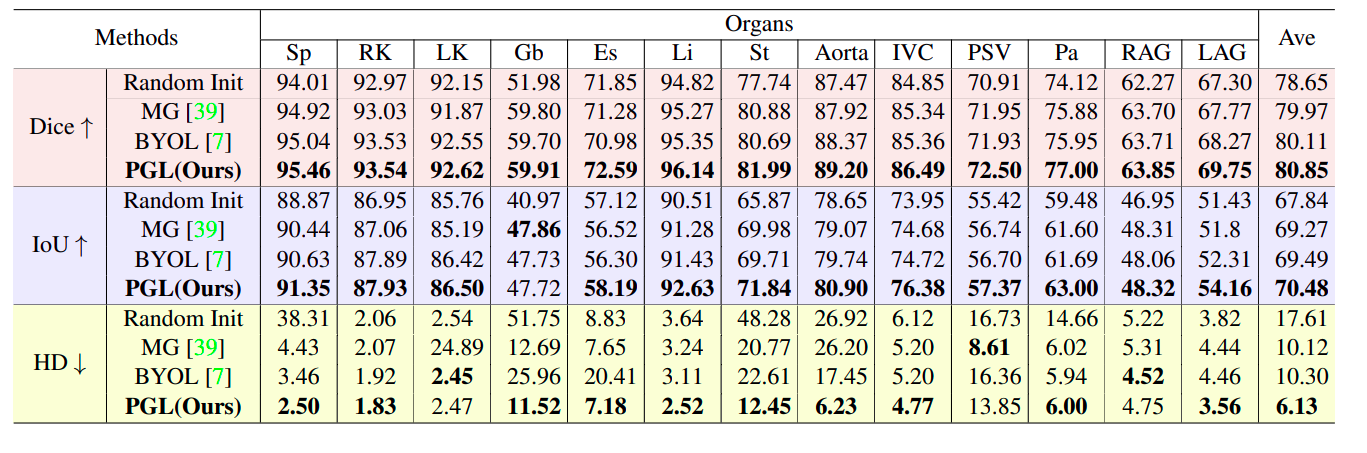 Methods Organs Ave
Sp RK LK Gb Es Li St Aorta IVC PSV Pa RAG LAG
Dice ↑
Random Init 94.01 92.97 92.15 51.98 71.85 94.82 77.74 87.47 84.85 70.91 74.12 62.27 67.30 78.65
MG [39] 94.92 93.03 91.87 59.80 71.28 95.27 80.88 87.92 85.34 71.95 75.88 63.70 67.77 79.97
BYOL [7] 95.04 93.53 92.55 59.70 70.98 95.35 80.69 88.37 85.36 71.93 75.95 63.71 68.27 80.11
PGL(Ours) 95.46 93.54 92.62 59.91 72.59 96.14 81.99 89.20 86.49 72.50 77.00 63.85 69.75 80.85
IoU ↑
Random Init 88.87 86.95 85.76 40.97 57.12 90.51 65.87 78.65 73.95 55.42 59.48 46.95 51.43 67.84
MG [39] 90.44 87.06 85.19 47.86 56.52 91.28 69.98 79.07 74.68 56.74 61.60 48.31 51.8 69.27
BYOL [7] 90.63 87.89 86.42 47.73 56.30 91.43 69.71 79.74 74.72 56.70 61.69 48.06 52.31 69.49
PGL(Ours) 91.35 87.93 86.50 47.72 58.19 92.63 71.84 80.90 76.38 57.37 63.00 48.32 54.16 70.48
HD ↓
Random Init 38.31 2.06 2.54 51.75 8.83 3.64 48.28 26.92 6.12 16.73 14.66 5.22 3.82 17.61
MG [39] 4.43 2.07 24.89 12.69 7.65 3.24 20.77 26.20 5.20 8.61 6.02 5.31 4.44 10.12
BYOL [7] 3.46 1.92 2.45 25.96 20.41 3.11 22.61 17.45 5.20 16.36 5.94 4.52 4.46 10.30
PGL(Ours) 2.50 1.83 2.47 11.52 7.18 2.52 12.45 6.23 4.77 13.85 6.00 4.75 3.56 6.13